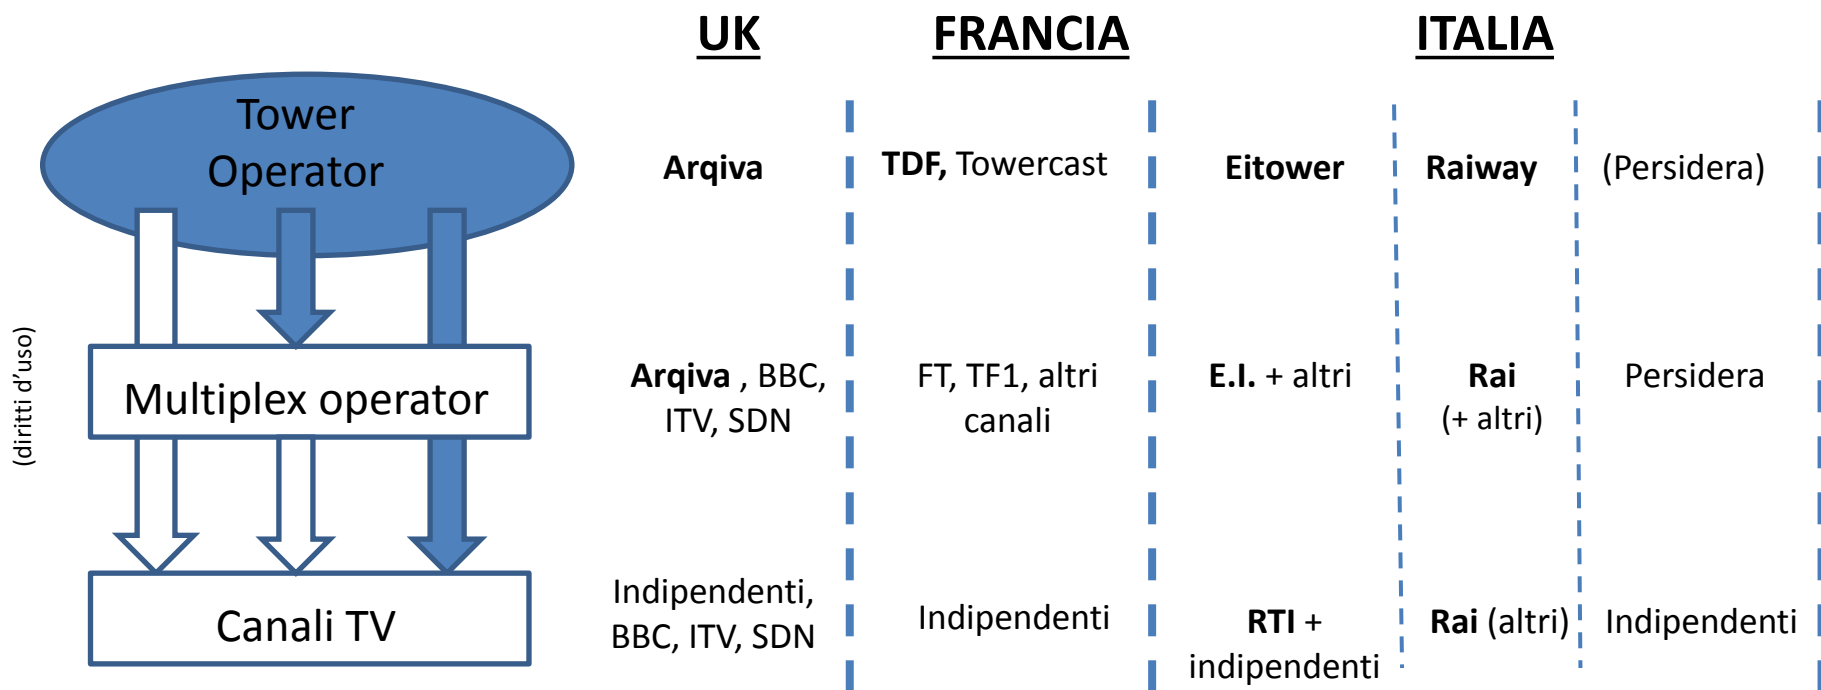 UK
FRANCIA
ITALIA
Tower
Operator
Arqiva
TDF, Towercast
Eitower
Raiway
(Persidera)
(diritti d’uso)
Multiplex operator
Arqiva , BBC,
ITV, SDN
FT, TF1, altri
canali
E.I. + altri
Rai
(+ altri)
Persidera
Canali TV
Indipendenti,
BBC, ITV, SDN
Indipendenti
RTI +
indipendenti
Rai (altri)
Indipendenti